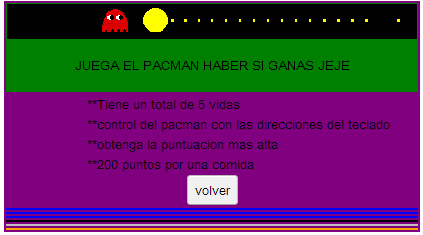 JUEGA EL PACMAN HABER SI GANAS JEJE
**Tiene un total de 5 vidas
**control del pacman con las direcciones del teclado
**obtenga la puntuacion mas alta
**200 puntos por una comida
volver